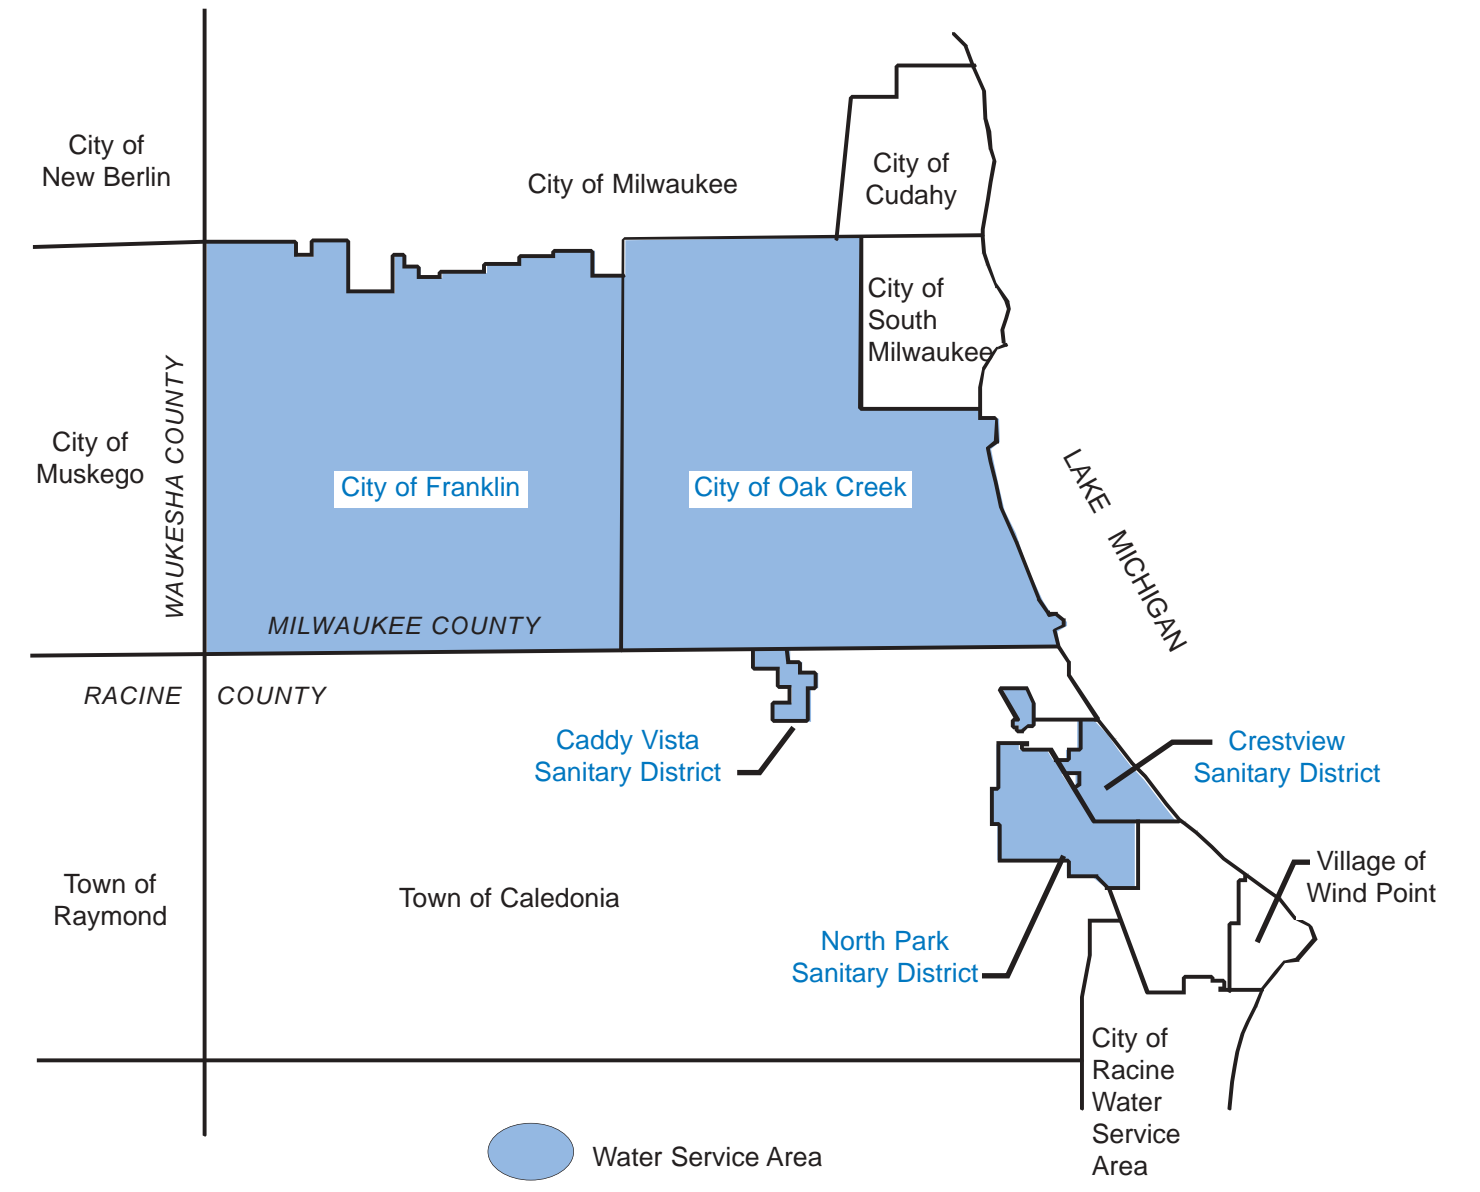 City of
New Berlin
City of Milwaukee
City of
Cudahy
City of
South
Milwaukee
City of
Muskego
WAUKESHA COUNTY
City of Franklin
City of Oak Creek
LAKE MICHIGAN
MILWAUKEE COUNTY
RACINE COUNTY
Caddy Vista
Sanitary District
Crestview
Sanitary District
Town of
Raymond
Town of Caledonia
Village of
Wind Point
North Park
Sanitary District
City of
Racine
Water
Service
Area
Water Service Area